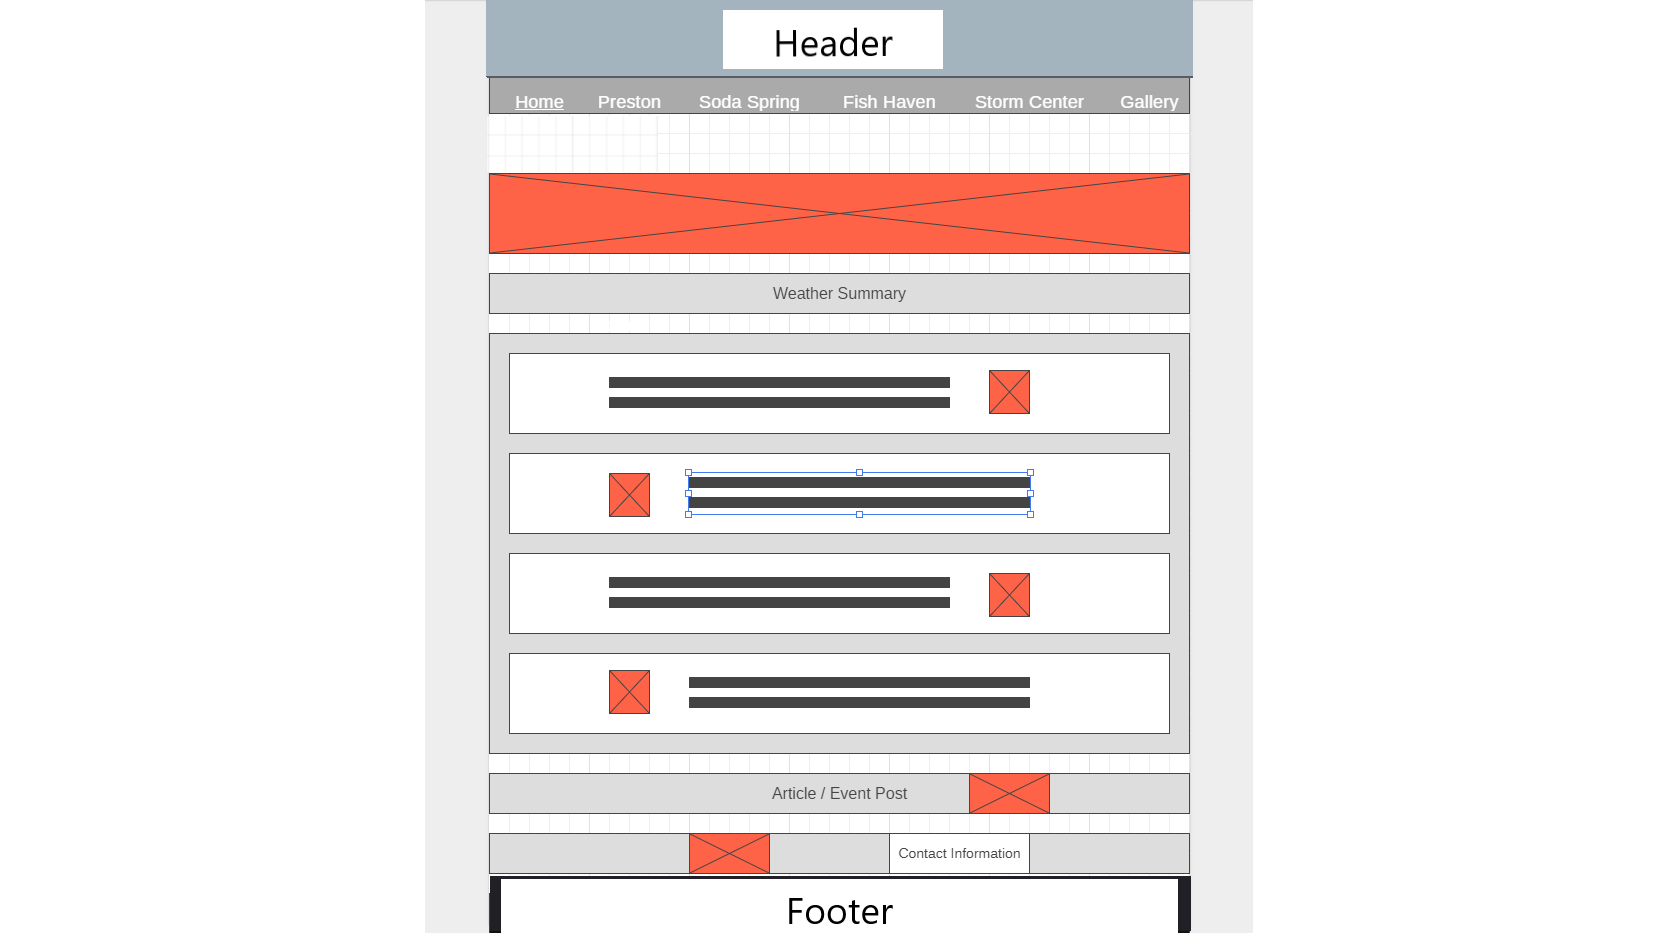 Header
Home Preston Soda Spring Fish Haven Storm Center Gallery
Weather Summary
Article / Event Post
Contact Information
Footer